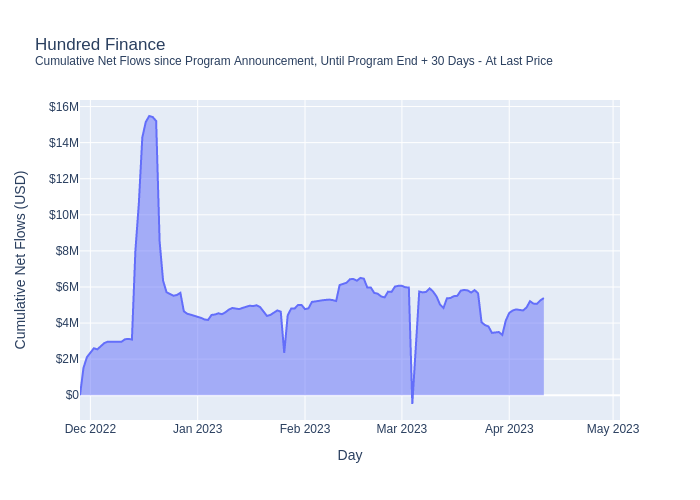 Hundred Finance
Cumulative Net Flows since Program Announcement, Until Program End + 30 Days - At Last Price
Cumulative Net Flows (USD)
$16M
$14M
$12M
$10M
$8M
$6M
$4M
$2M
$0
Dec 2022
Jan 2023
Feb 2023
Mar 2023
Apr 2023
May 2023
Day